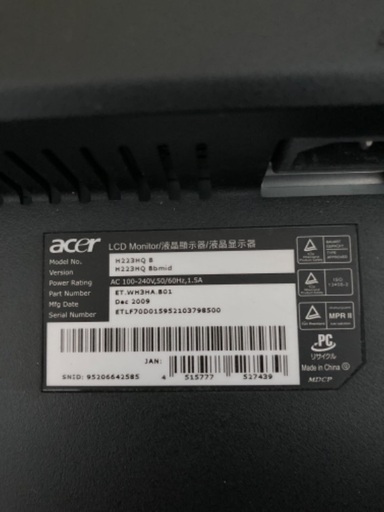 acer LCD Monitor/液晶顯示器/液晶显示器
Model No. H223HQ B
Version H223HQ Bbmid
Power Rating AC 100-240V,50/60Hz,1.5A
Part Number ET.WH3HA.B01
Mfg Date Dec 2009
Serial Number ETLF70D015952103798500
JAN:
SNID: 95206642585 4 515777 527439
MPR II
PC
リサイクル
Made in China
MDCP